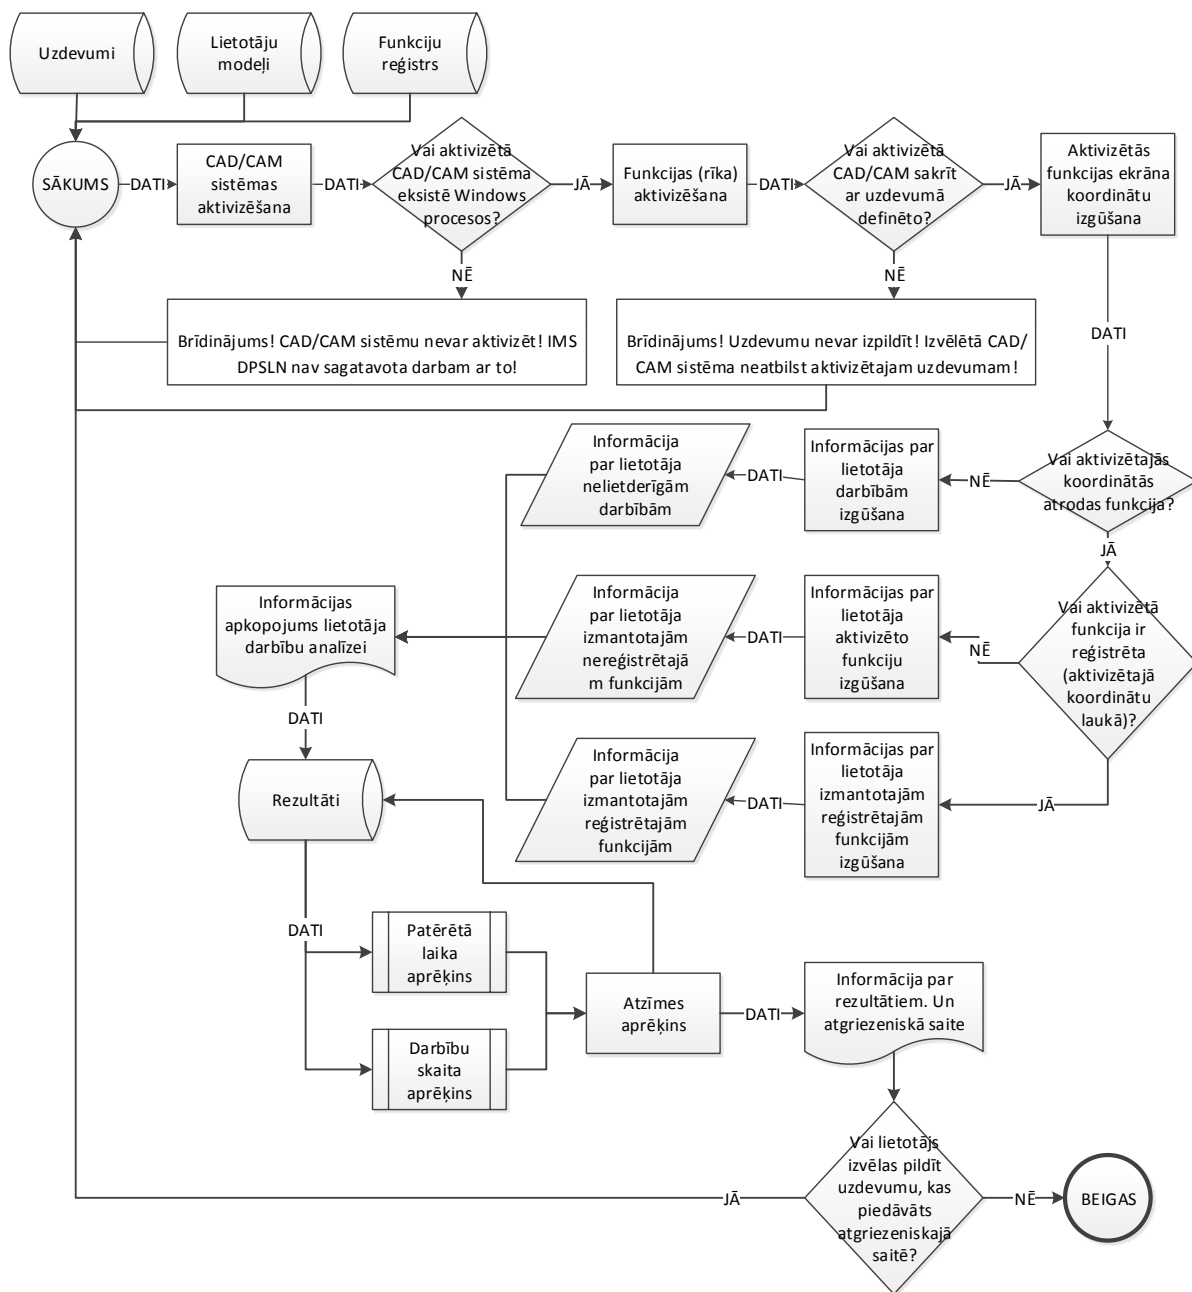 Uzdevumi
Lietotāju
modeļi
Funkciju
reģistrs
SĀKUMS
DATI
CAD/CAM
sistēmas
aktivizēšana
DATI
Vai aktivizētā
CAD/CAM sistēma
eksistē Windows
procesos?
JĀ
Funkcijas (rīka)
aktivizēšana
DATI
Vai aktivizētā
CAD/CAM sakrīt
ar uzdevumā
definēto?
JĀ
Aktivizētās
funkcijas ekrāna
koordinātu
izgūšana
NĒ
NĒ
Brīdinājums! CAD/CAM sistēmu nevar aktivizēt! IMS
DPSLN nav sagatavota darbam ar to!
Brīdinājums! Uzdevumu nevar izpildīt! Izvēlētā CAD/
CAM sistēma neatbilst aktivizētajam uzdevumam!
DATI
Informācija
par lietotāja
nelietderīgām
darbībām
DATI
Informācijas par
lietotāja
darbībām
izgūšana
NĒ
Vai aktivizētajās
koordinātās
atrodas funkcija?
JĀ
Informācijas
apkopojums lietotāja
darbību analīzei
Informācija
par lietotāja
izmantotajām
nereģistrētajā
m funkcijām
DATI
Informācijas par
lietotāja
aktivizēto
funkciju
izgūšana
NĒ
Vai aktivizētā
funkcija ir
reģistrēta
(aktivizētajā
koordinātu
laukā)?
DATI
Rezultāti
Informācija
par lietotāja
izmantotajām
reģistrētajām
funkcijām
DATI
Informācijas par
lietotāja
izmantotajām
reģistrētajām
funkcijām
izgūšana
JĀ
DATI
Patērētā
laika
aprēķins
Darbību
skaita
aprēķins
Atzīmes
aprēķins
DATI
Informācija par
rezultātiem. Un
atgriezeniskā saite
Vai lietotājs
izvēlas pildīt
uzdevumu, kas
piedāvāts
atgriezeniskajā
saitē?
JĀ
NĒ
BEIGAS